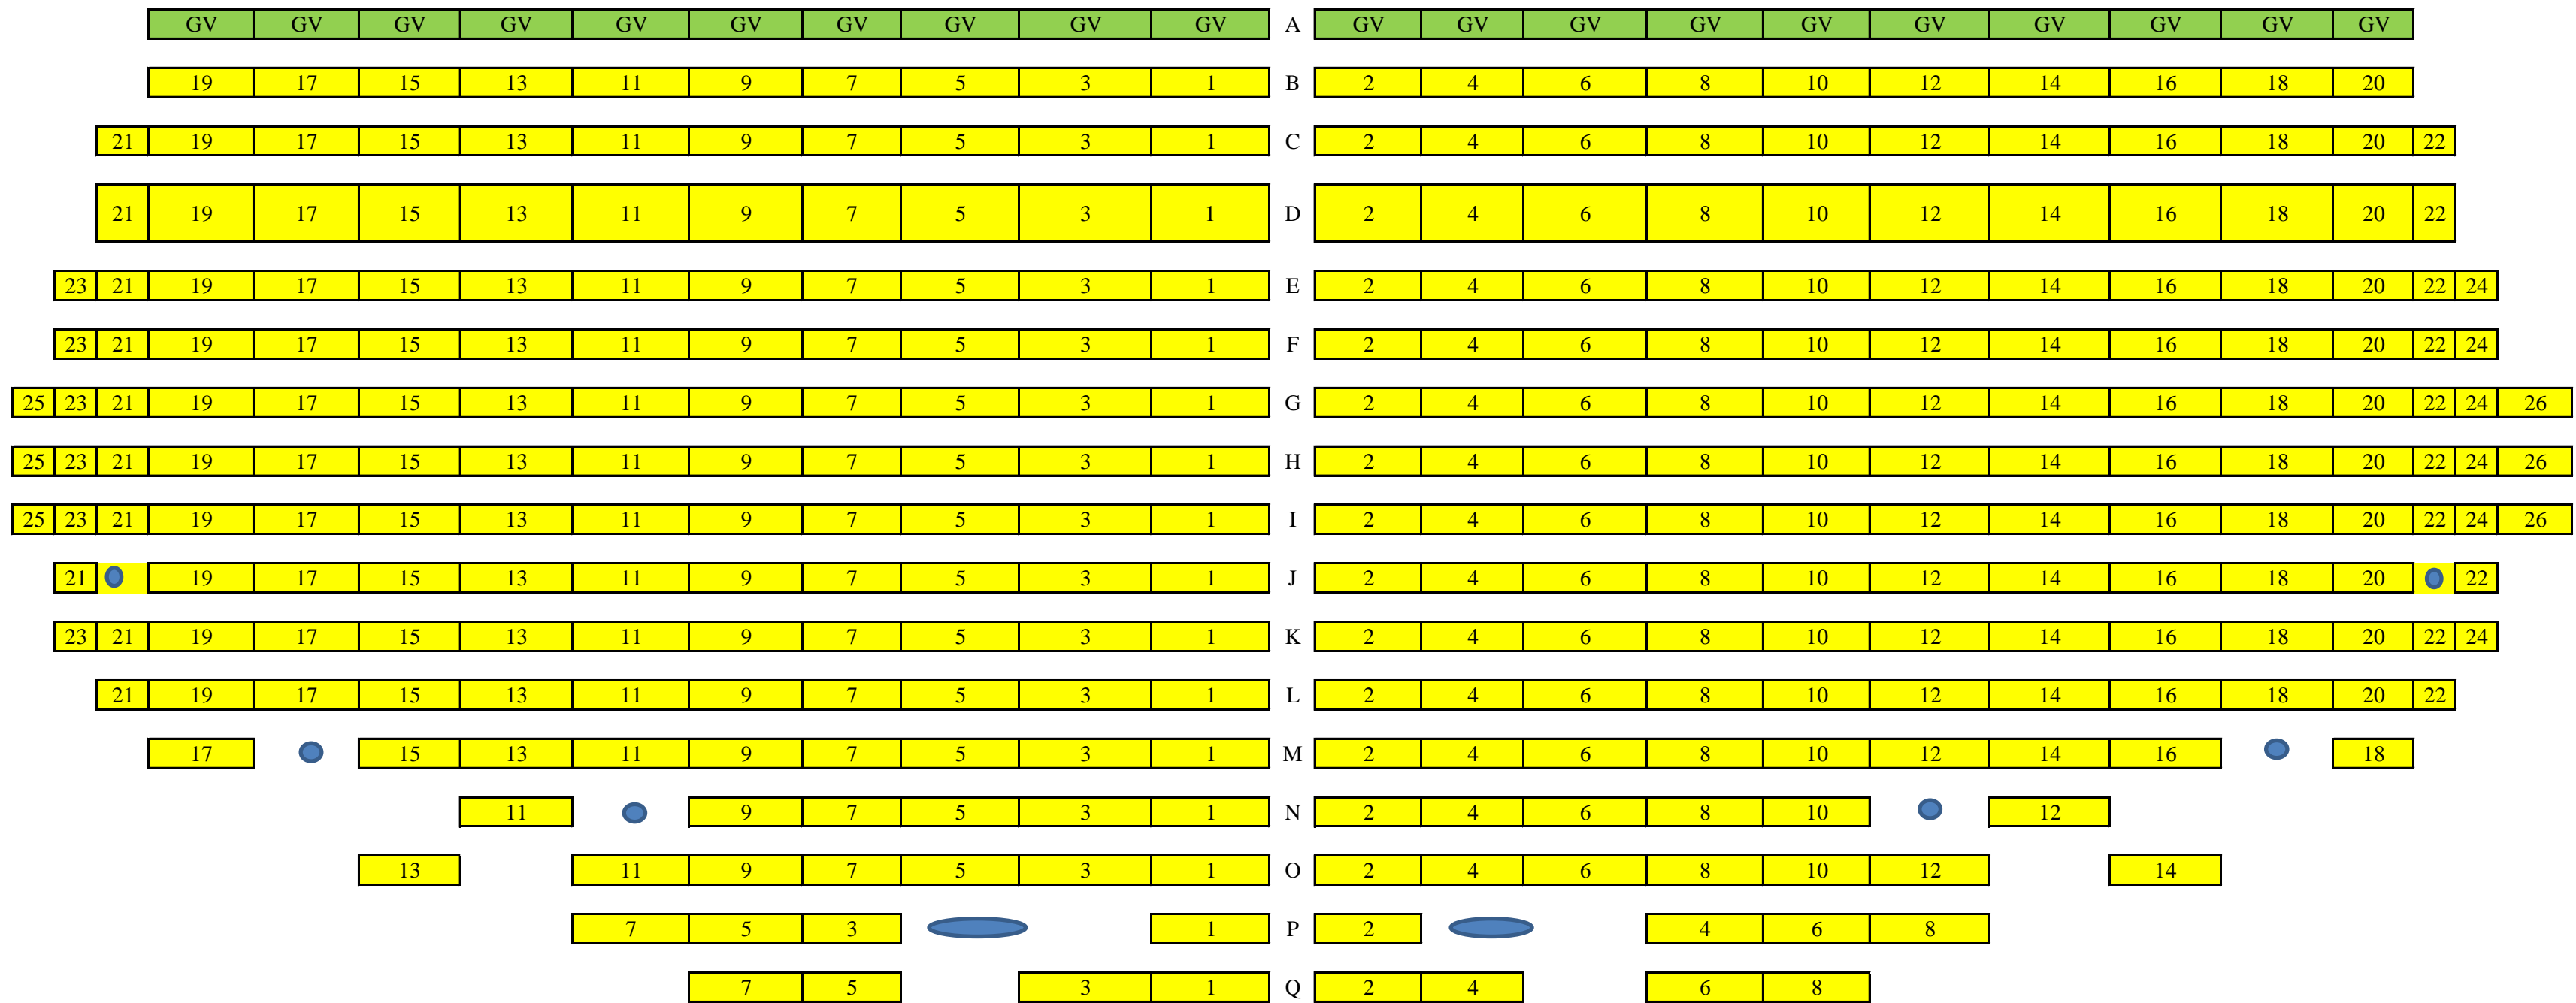 GV GV GV GV GV GV GV GV GV GV A GV GV GV GV GV GV GV GV GV GV
19 17 15 13 11 9 7 5 3 1 B 2 4 6 8 10 12 14 16 18 20
21 19 17 15 13 11 9 7 5 3 1 C 2 4 6 8 10 12 14 16 18 20 22
21 19 17 15 13 11 9 7 5 3 1 D 2 4 6 8 10 12 14 16 18 20 22
23 21 19 17 15 13 11 9 7 5 3 1 E 2 4 6 8 10 12 14 16 18 20 22 24
23 21 19 17 15 13 11 9 7 5 3 1 F 2 4 6 8 10 12 14 16 18 20 22 24
25 23 21 19 17 15 13 11 9 7 5 3 1 G 2 4 6 8 10 12 14 16 18 20 22 24 26
25 23 21 19 17 15 13 11 9 7 5 3 1 H 2 4 6 8 10 12 14 16 18 20 22 24 26
25 23 21 19 17 15 13 11 9 7 5 3 1 I 2 4 6 8 10 12 14 16 18 20 22 24 26
21 19 17 15 13 11 9 7 5 3 1 J 2 4 6 8 10 12 14 16 18 20 22
23 21 19 17 15 13 11 9 7 5 3 1 K 2 4 6 8 10 12 14 16 18 20 22 24
21 19 17 15 13 11 9 7 5 3 1 L 2 4 6 8 10 12 14 16 18 20 22
17 15 13 11 9 7 5 3 1 M 2 4 6 8 10 12 14 16 18
11 9 7 5 3 1 N 2 4 6 8 10 12
13 11 9 7 5 3 1 O 2 4 6 8 10 12 14
7 5 3 1 P 2 4 6 8
7 5 3 1 Q 2 4 6 8